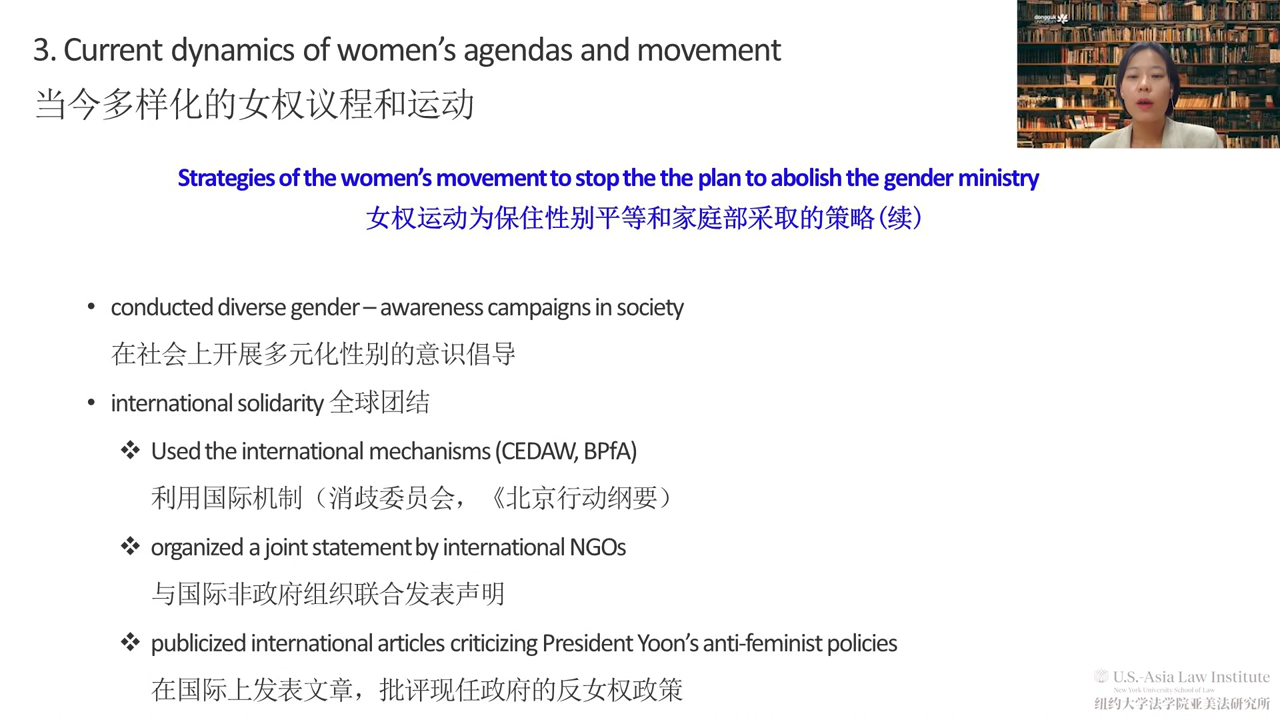 3. Current dynamics of women's agendas and movement
当今多样化的女权议程和运动
dongguk
UNIVERSITY
Strategies of the women's movement to stop the the plan to abolish the gender ministry
女权运动为保住性别平等和家庭部采取的策略(续)
• conducted diverse gender – awareness campaigns in society
在社会上开展多元化性别的意识倡导
• international solidarity 全球团结
❖ Used the international mechanisms (CEDAW, BPfA)
利用国际机制（消歧委员会，《北京行动纲要）
❖ organized a joint statement by international NGOs
与国际非政府组织联合发表声明
❖ publicized international articles criticizing President Yoon's anti-feminist policies
在国际上发表文章，批评现任政府的反女权政策
U.S.-Asia Law Institute
New York University School of Law
纽约大学法学院亚美法研究所